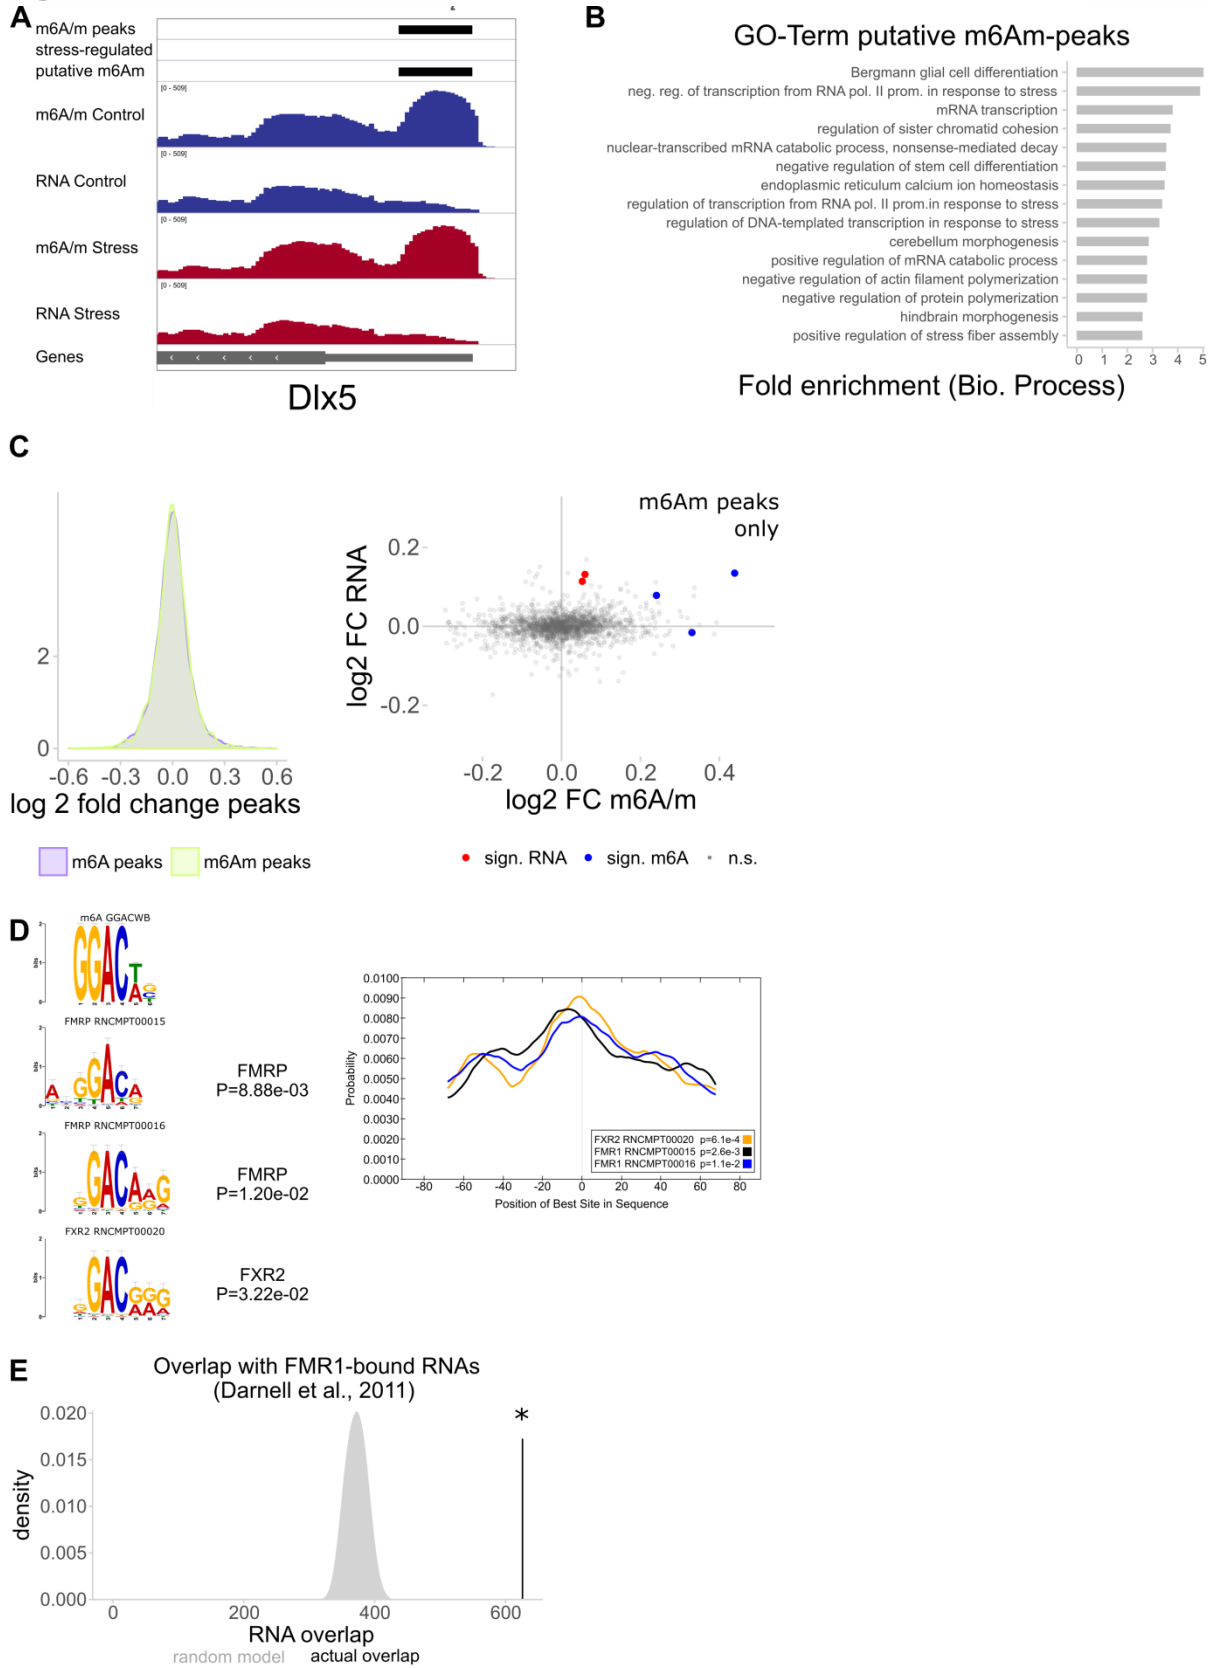 A
m6A/m peaks
stress-regulated
putative m6Am
[0 - 509]
m6A/m Control
[0 - 509]
RNA Control
[0 - 509]
m6A/m Stress
[0 - 509]
RNA Stress
Genes
Dlx5
B
GO-Term putative m6Am-peaks
Bergmann glial cell differentiation
neg. reg. of transcription from RNA pol. II prom. in response to stress
mRNA transcription
regulation of sister chromatid cohesion
nuclear-transcribed mRNA catabolic process, nonsense-mediated decay
negative regulation of stem cell differentiation
endoplasmic reticulum calcium ion homeostasis
regulation of transcription from RNA pol. II prom.in response to stress
regulation of DNA-templated transcription in response to stress
cerebellum morphogenesis
positive regulation of mRNA catabolic process
negative regulation of actin filament polymerization
negative regulation of protein polymerization
hindbrain morphogenesis
positive regulation of stress fiber assembly
0 1 2 3 4 5
Fold enrichment (Bio. Process)
C
2
0
-0.6 -0.3 0.0 0.3 0.6
log 2 fold change peaks
m6A peaks m6Am peaks
m6Am peaks
only
log2 FC RNA
0.2
0.0
-0.2
-0.2 0.0 0.2 0.4
log2 FC m6A/m
sign. RNA sign. m6A n.s.
D
m6A GGACWB
FMRP RNCMPT00015
FMRP
P=8.88e-03
FMRP RNCMPT00016
FMRP
P=1.20e-02
FXR2 RNCMPT00020
FXR2
P=3.22e-02
Probability
0.0100
0.0090
0.0080
0.0070
0.0060
0.0050
0.0040
0.0030
0.0020
0.0010
0.0000
FXR2 RNCMPT00020 p=6.1e-4
FMR1 RNCMPT00015 p=2.6e-3
FMR1 RNCMPT00016 p=1.1e-2
-80 -60 -40 -20 0 20 40 60 80
Position of Best Site in Sequence
E
Overlap with FMR1-bound RNAs
(Darnell et al., 2011)
*
density
0.020
0.015
0.010
0.005
0.000
0 200 400 600
RNA overlap
random model actual overlap